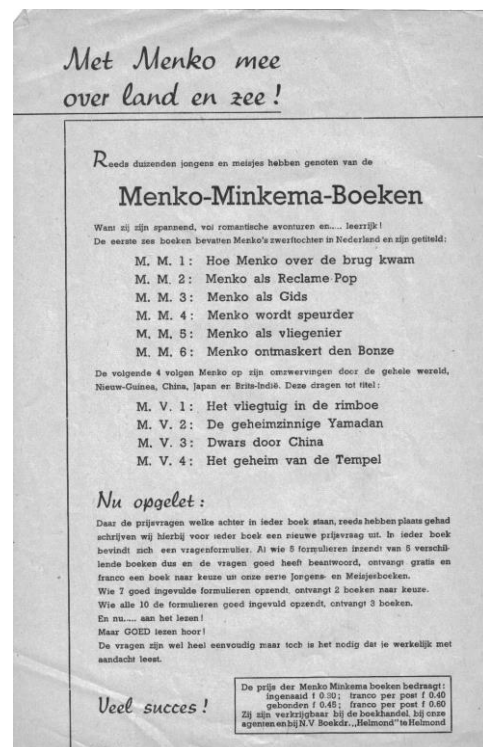 Met Menko mee
over land en zee!
Reeds duizenden jongens en meisjes hebben genoten van de
Menko-Minkema-Boeken
Want zij zijn spannend, vol romantische avonturen en..... leerrijk!
De eerste zes boeken bevatten Menko's zwerftochten in Nederland en zijn getiteld:
M. M. 1: Hoe Menko over de brug kwam
M. M. 2: Menko als Reclame-Pop
M. M. 3: Menko als Gids
M. M. 4: Menko wordt speurder
M. M. 5: Menko als vliegenier
M. M. 6: Menko ontmaskert den Bonze
De volgende 4 volgen Menko op zijn omzwervingen door de gehele wereld,
Nieuw-Guinea, China, Japan en Brits-Indië. Deze dragen tot titel:
M. V. 1: Het vliegtuig in de rimboe
M. V. 2: De geheimzinnige Yamadan
M. V. 3: Dwars door China
M. V. 4: Het geheim van de Tempel
Nu opgelet:
Daar de prijsvragen welke achter in ieder boek staan, reeds hebben plaats gehad
schrijven wij hierbij voor ieder boek een nieuwe prijsvraag uit. In ieder boek
bevindt zich een vragenformulier. Al wie 5 formulieren inzendt van 5 verschil-
lende boeken dus en de vragen goed heeft beantwoord, ontvangt gratis en
franco een boek naar keuze uit onze serie Jongens- en Meisjesboeken.
Wie 7 goed ingevulde formulieren opzendt, ontvangt 2 boeken naar keuze.
Wie alle 10 de formulieren goed ingevuld opzendt, ontvangt 3 boeken.
En nu..... aan het lezen!
Maar GOED lezen hoor!
De vragen zijn wel heel eenvoudig maar toch is het nodig dat je werkelijk met
aandacht leest.
Veel succes!
De prijs der Menko Minkema boeken bedraagt:
ingenaaid f 0.30; franco per post f 0.40
gebonden f 0.45; franco per post f 0.60
Zij zijn verkrijgbaar bij de boekhandel, bij onze
agenten en bij N.V Boekdr. „Helmond" te Helmond